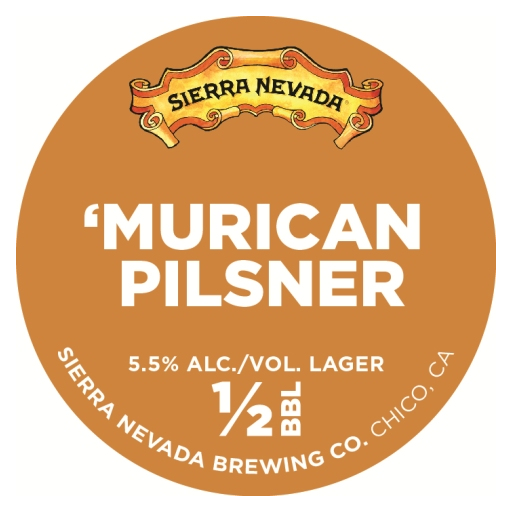 SIERRA NEVADA
‘MURICAN
PILSNER
5.5% ALC./VOL. LAGER
½ BBL
SIERRA NEVADA BREWING CO. CHICO, CA